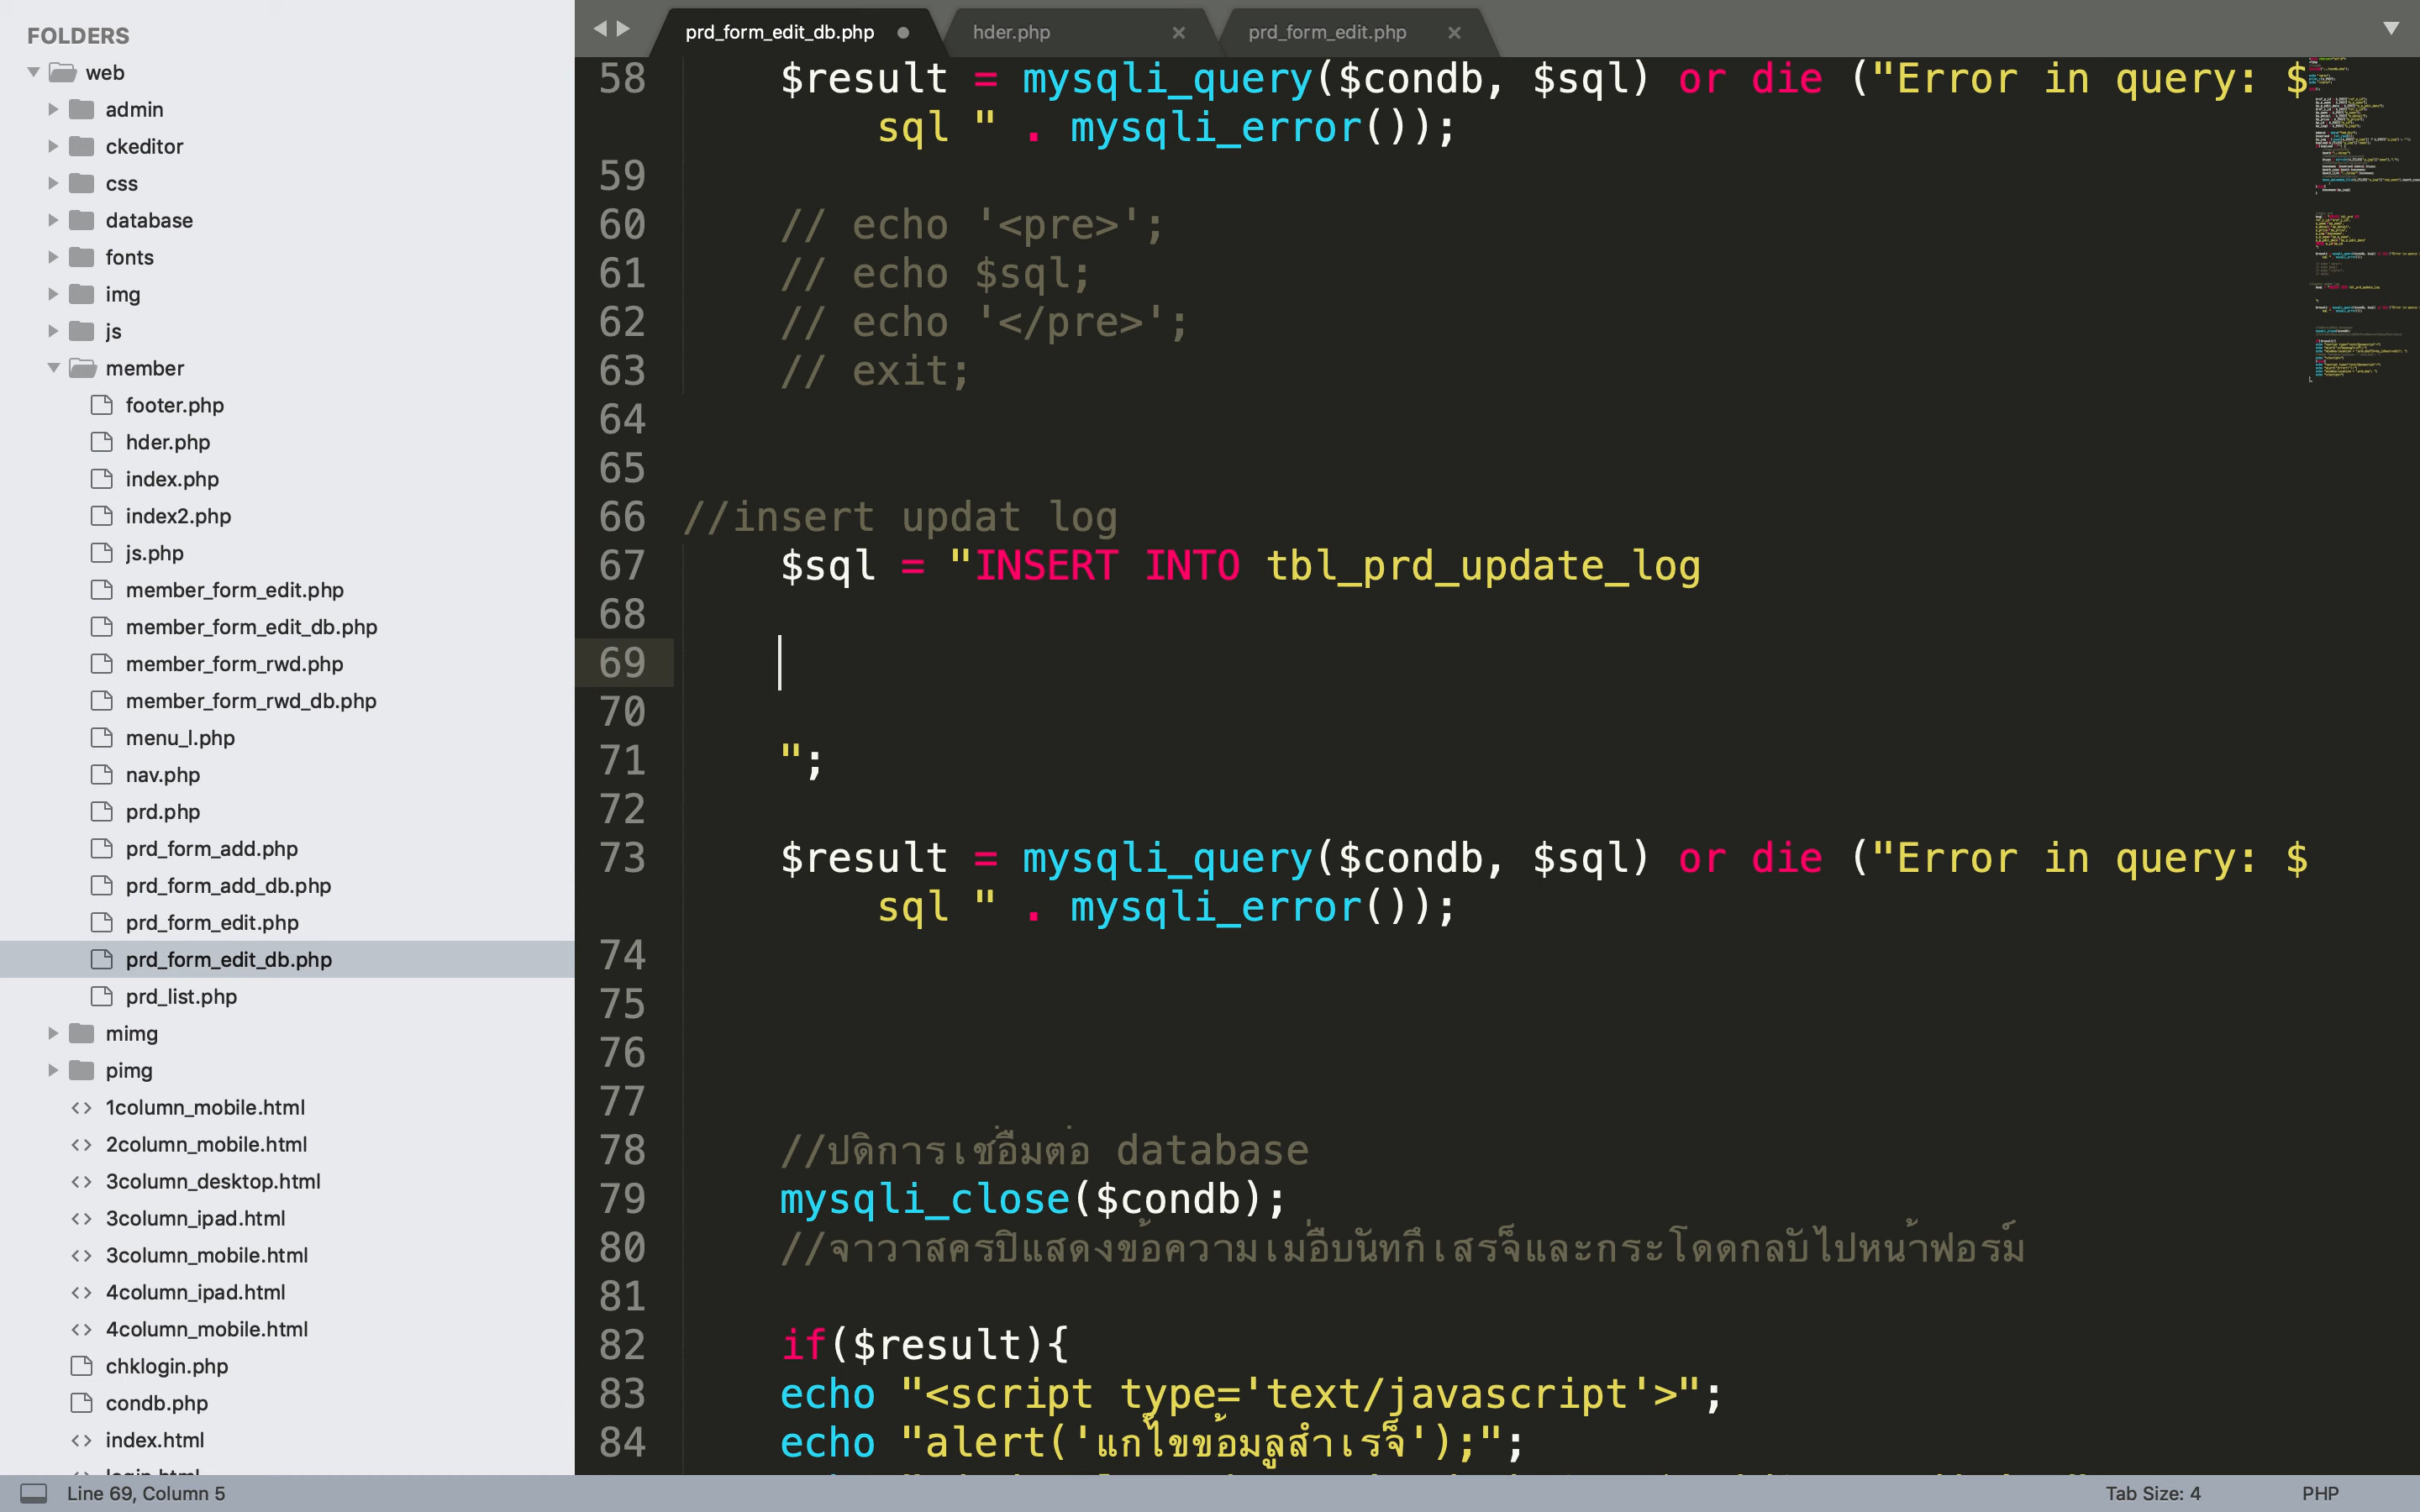 FOLDERS
web
admin
ckeditor
css
database
fonts
img
js
member
footer.php
hder.php
index.php
index2.php
js.php
member_form_edit.php
member_form_edit_db.php
member_form_rwd.php
member_form_rwd_db.php
menu_l.php
nav.php
prd.php
prd_form_add.php
prd_form_add_db.php
prd_form_edit.php
prd_form_edit_db.php
prd_list.php
mimg
pimg
1column_mobile.html
2column_mobile.html
3column_desktop.html
3column_ipad.html
3column_mobile.html
4column_ipad.html
4column_mobile.html
chklogin.php
condb.php
index.html
prd_form_edit_db.php
hder.php
prd_form_edit.php
58 $result = mysqli_query($condb, $sql) or die ("Error in query: $
sql " . mysqli_error());
59
60 // echo '<pre>';
61 // echo $sql;
62 // echo '</pre>';
63 // exit;
64
65
66 //insert updat log
67 $sql = "INSERT INTO tbl_prd_update_log
68
69
70
71 ";
72
73 $result = mysqli_query($condb, $sql) or die ("Error in query: $
sql " . mysqli_error());
74
75
76
77
78 //ปิดการเชื่อมต่อ database
79 mysqli_close($condb);
80 //จาวาสคริปแสดงข้อความเมื่อบันทึกเสร็จและกระโดดกลับไปหน้าฟอร์ม
81
82 if($result){
83 echo "<script type='text/javascript'>";
84 echo "alert('แก้ไขข้อมูลสำเร็จ');";
Line 69, Column 5
Tab Size: 4
PHP